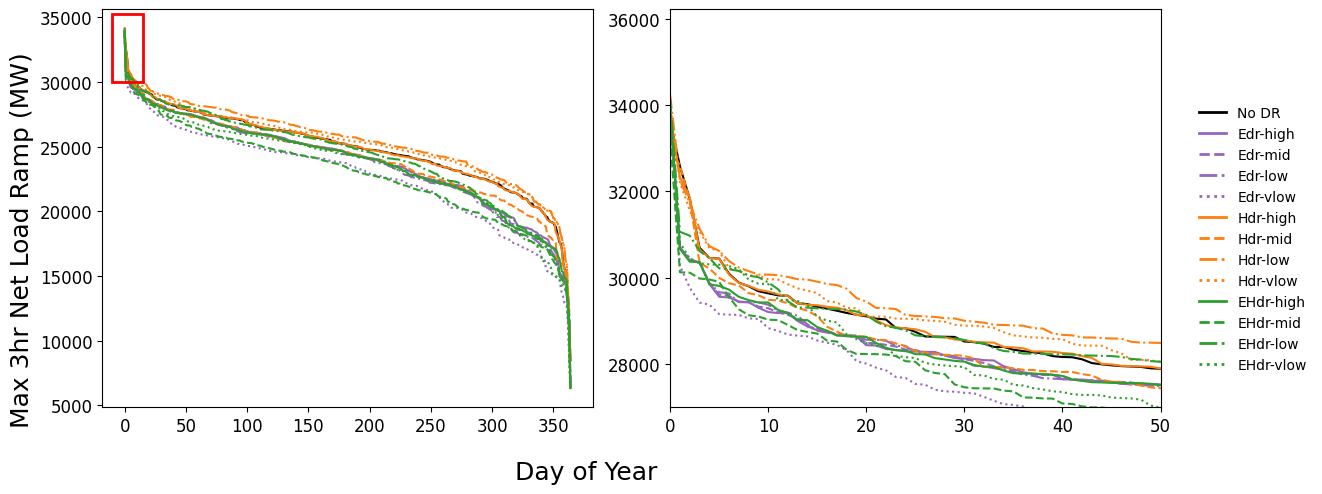 Max 3hr Net Load Ramp (MW)
35000
30000
25000
20000
15000
10000
5000
0 50 100 150 200 250 300 350
36000
34000
32000
30000
28000
0 10 20 30 40 50
Day of Year
No DR
Edr-high
Edr-mid
Edr-low
Edr-vlow
Hdr-high
Hdr-mid
Hdr-low
Hdr-vlow
EHdr-high
EHdr-mid
EHdr-low
EHdr-vlow